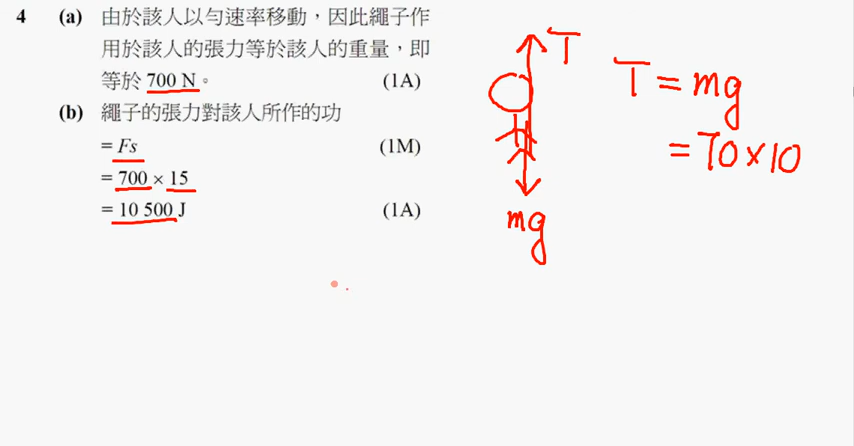 4 (a) 由於該人以勻速率移動，因此繩子作
用於該人的張力等於該人的重量，即
等於 700 N。 (1A)
(b) 繩子的張力對該人所作的功
= Fs (1M)
= 700 × 15
= 10 500 J (1A)
T
mg
T = mg
= 70 × 10